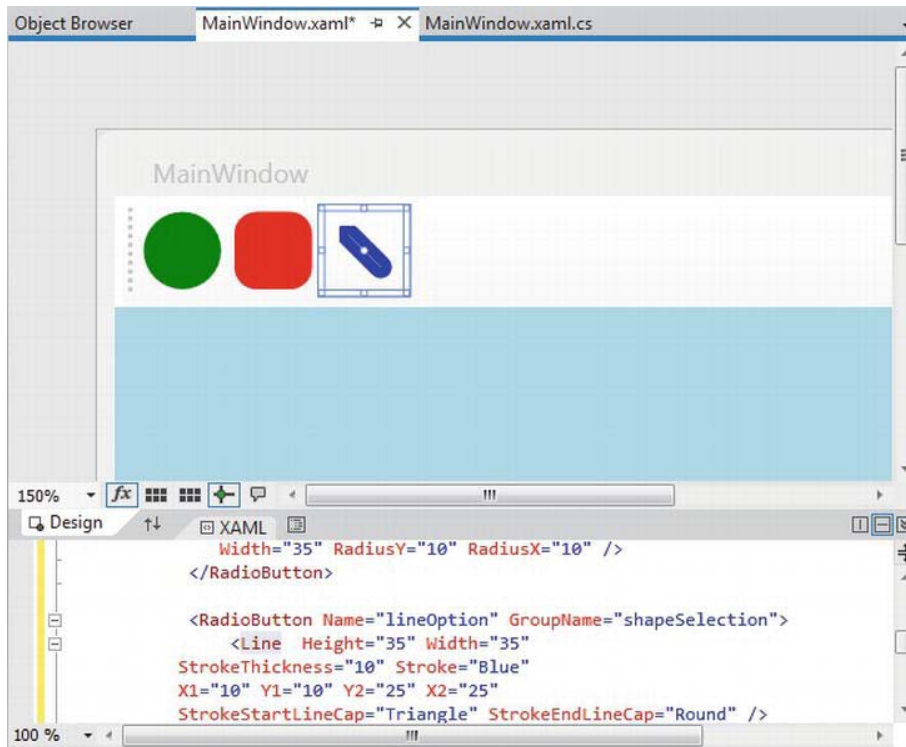 Object Browser MainWindow.xaml* MainWindow.xaml.cs
MainWindow
150% fx
Design XAML
Width="35" RadiusY="10" RadiusX="10" />
</RadioButton>
<RadioButton Name="lineOption" GroupName="shapeSelection">
<Line Height="35" Width="35"
StrokeThickness="10" Stroke="Blue"
X1="10" Y1="10" Y2="25" X2="25"
StrokeStartLineCap="Triangle" StrokeEndLineCap="Round" />
100 %